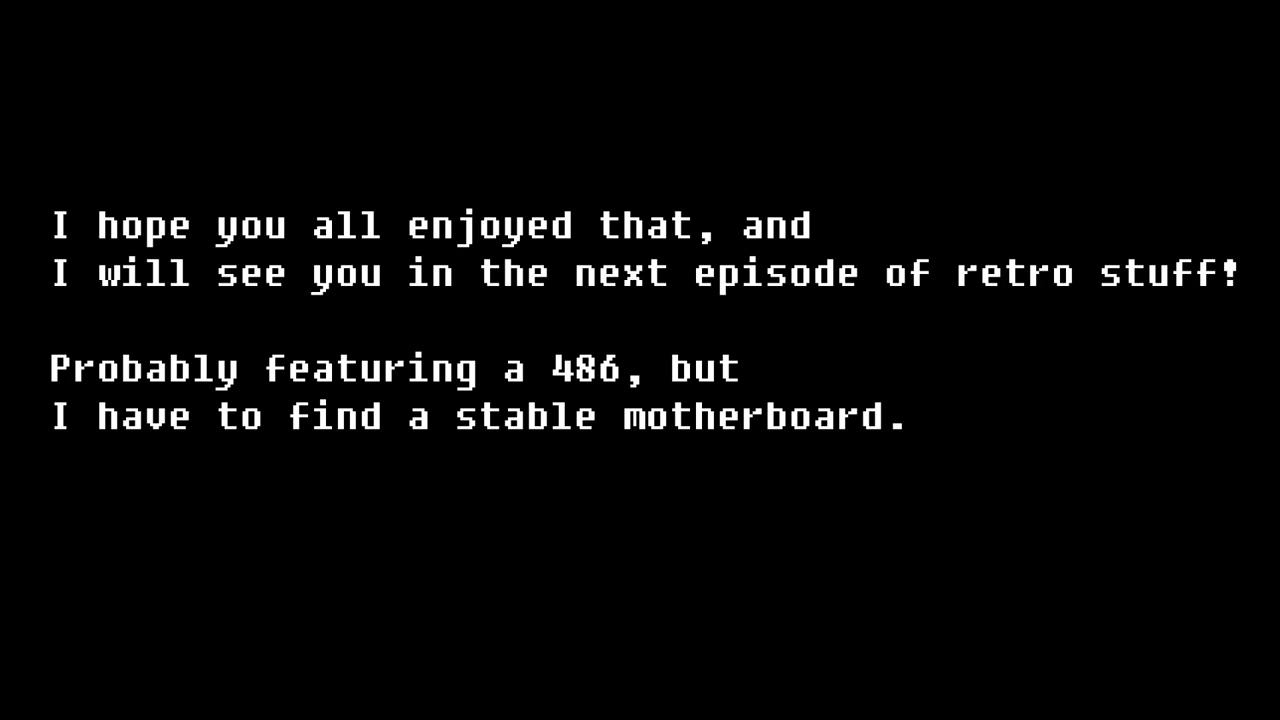 I hope you all enjoyed that, and
I will see you in the next episode of retro stuff!
Probably featuring a 486, but
I have to find a stable motherboard.